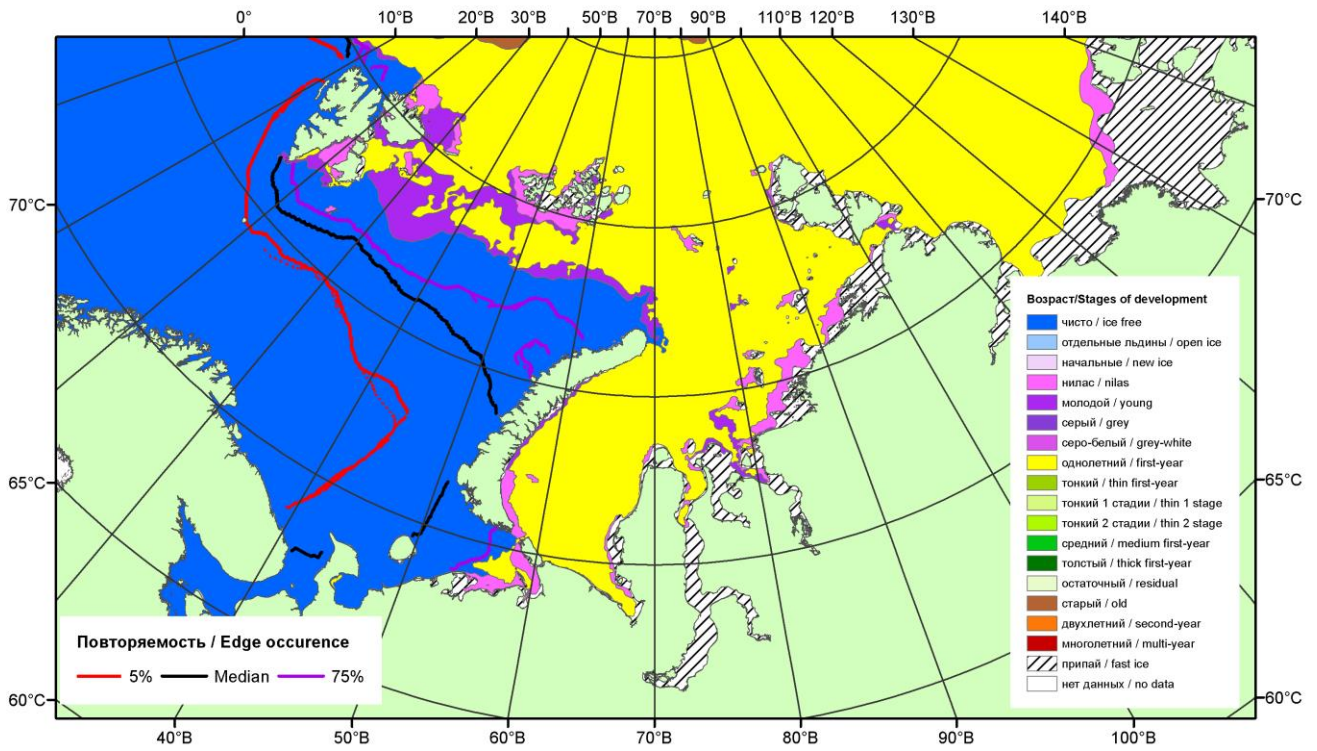 0° 10°В 20°В 30°В 50°В 70°В 90°В 110°В 120°В 130°В 140°В
70°С 70°С
Возраст/Stages of development
чисто / ice free
отдельные льдины / open ice
начальные / new ice
нилас / nilas
молодой / young
серый / grey
серо-белый / grey-white
однолетний / first-year
тонкий / thin first-year
тонкий 1 стадии / thin 1 stage
тонкий 2 стадии / thin 2 stage
средний / medium first-year
толстый / thick first-year
остаточный / residual
старый / old
двухлетний / second-year
многолетний / multi-year
припай / fast ice
нет данных / no data
65°С 65°С
Повторяемость / Edge occurence
5% Median 75%
60°С 60°С
40°В 50°В 60°В 70°В 80°В 90°В 100°В